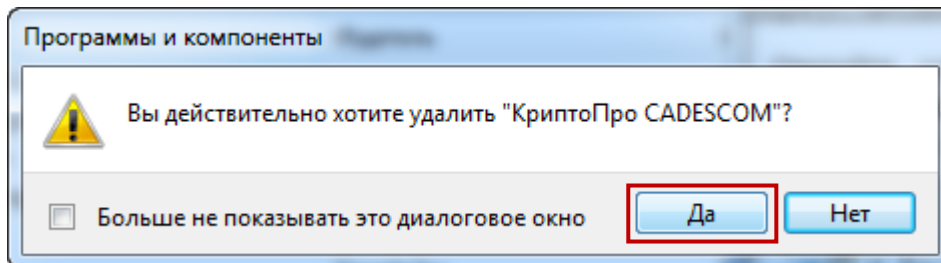 Программы и компоненты
Вы действительно хотите удалить "КриптоПро CADESCOM"?
Больше не показывать это диалоговое окно
Да
Нет